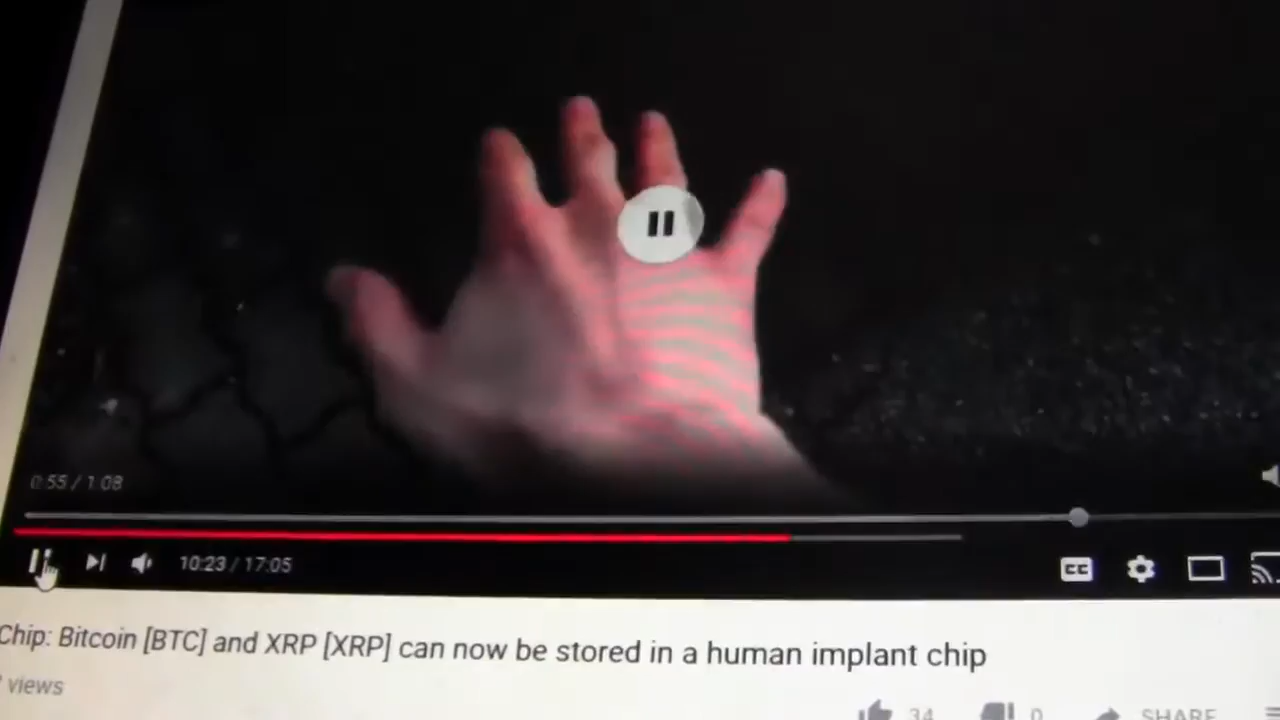 0:55 / 1:08
10:23 / 17:05
CC
Chip: Bitcoin [BTC] and XRP [XRP] can now be stored in a human implant chip
views
34
0
SHARE